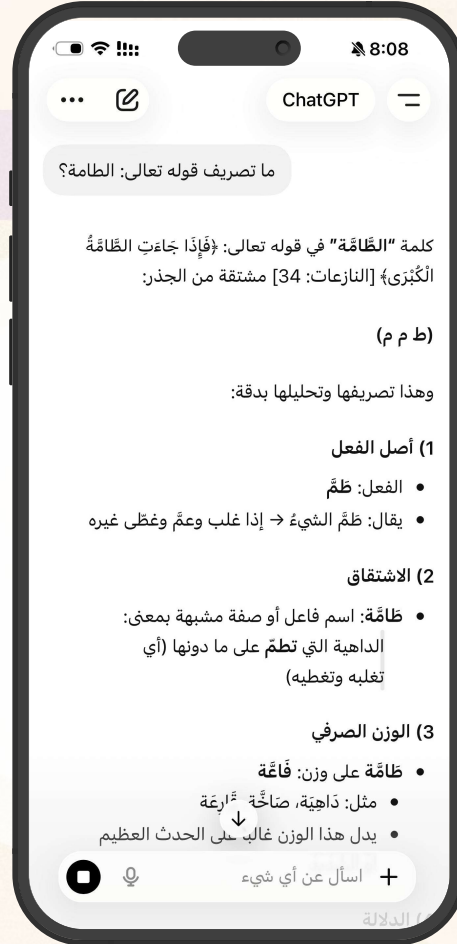 8:08
ChatGPT
ما تصريف قوله تعالى: الطامة؟
كلمة “الطَّامَّة” في قوله تعالى: ﴿فَإِذَا جَاءَتِ الطَّامَّةُ
الْكُبْرَى﴾ [النازعات: 34] مشتقة من الجذر:
(ط م م)
وهذا تصريفها وتحليلها بدقة:
1) أصل الفعل
• الفعل: طَمَّ
• يقال: طَمَّ الشيءُ → إذا غلب وعمَّ وغطّى غيره
2) الاشتقاق
• طَامَّة: اسم فاعل أو صفة مشبهة بمعنى:
الداهية التي تطمّ على ما دونها (أي
تغلبه وتغطيه)
3) الوزن الصرفي
• طَامَّة على وزن: فَاعَّة
• مثل: دَاهِيَة، صَاخَّة، قَارِعَة
• يدل هذا الوزن غالبًا على الحدث العظيم
اسأل عن أي شيء
4) الدلالة